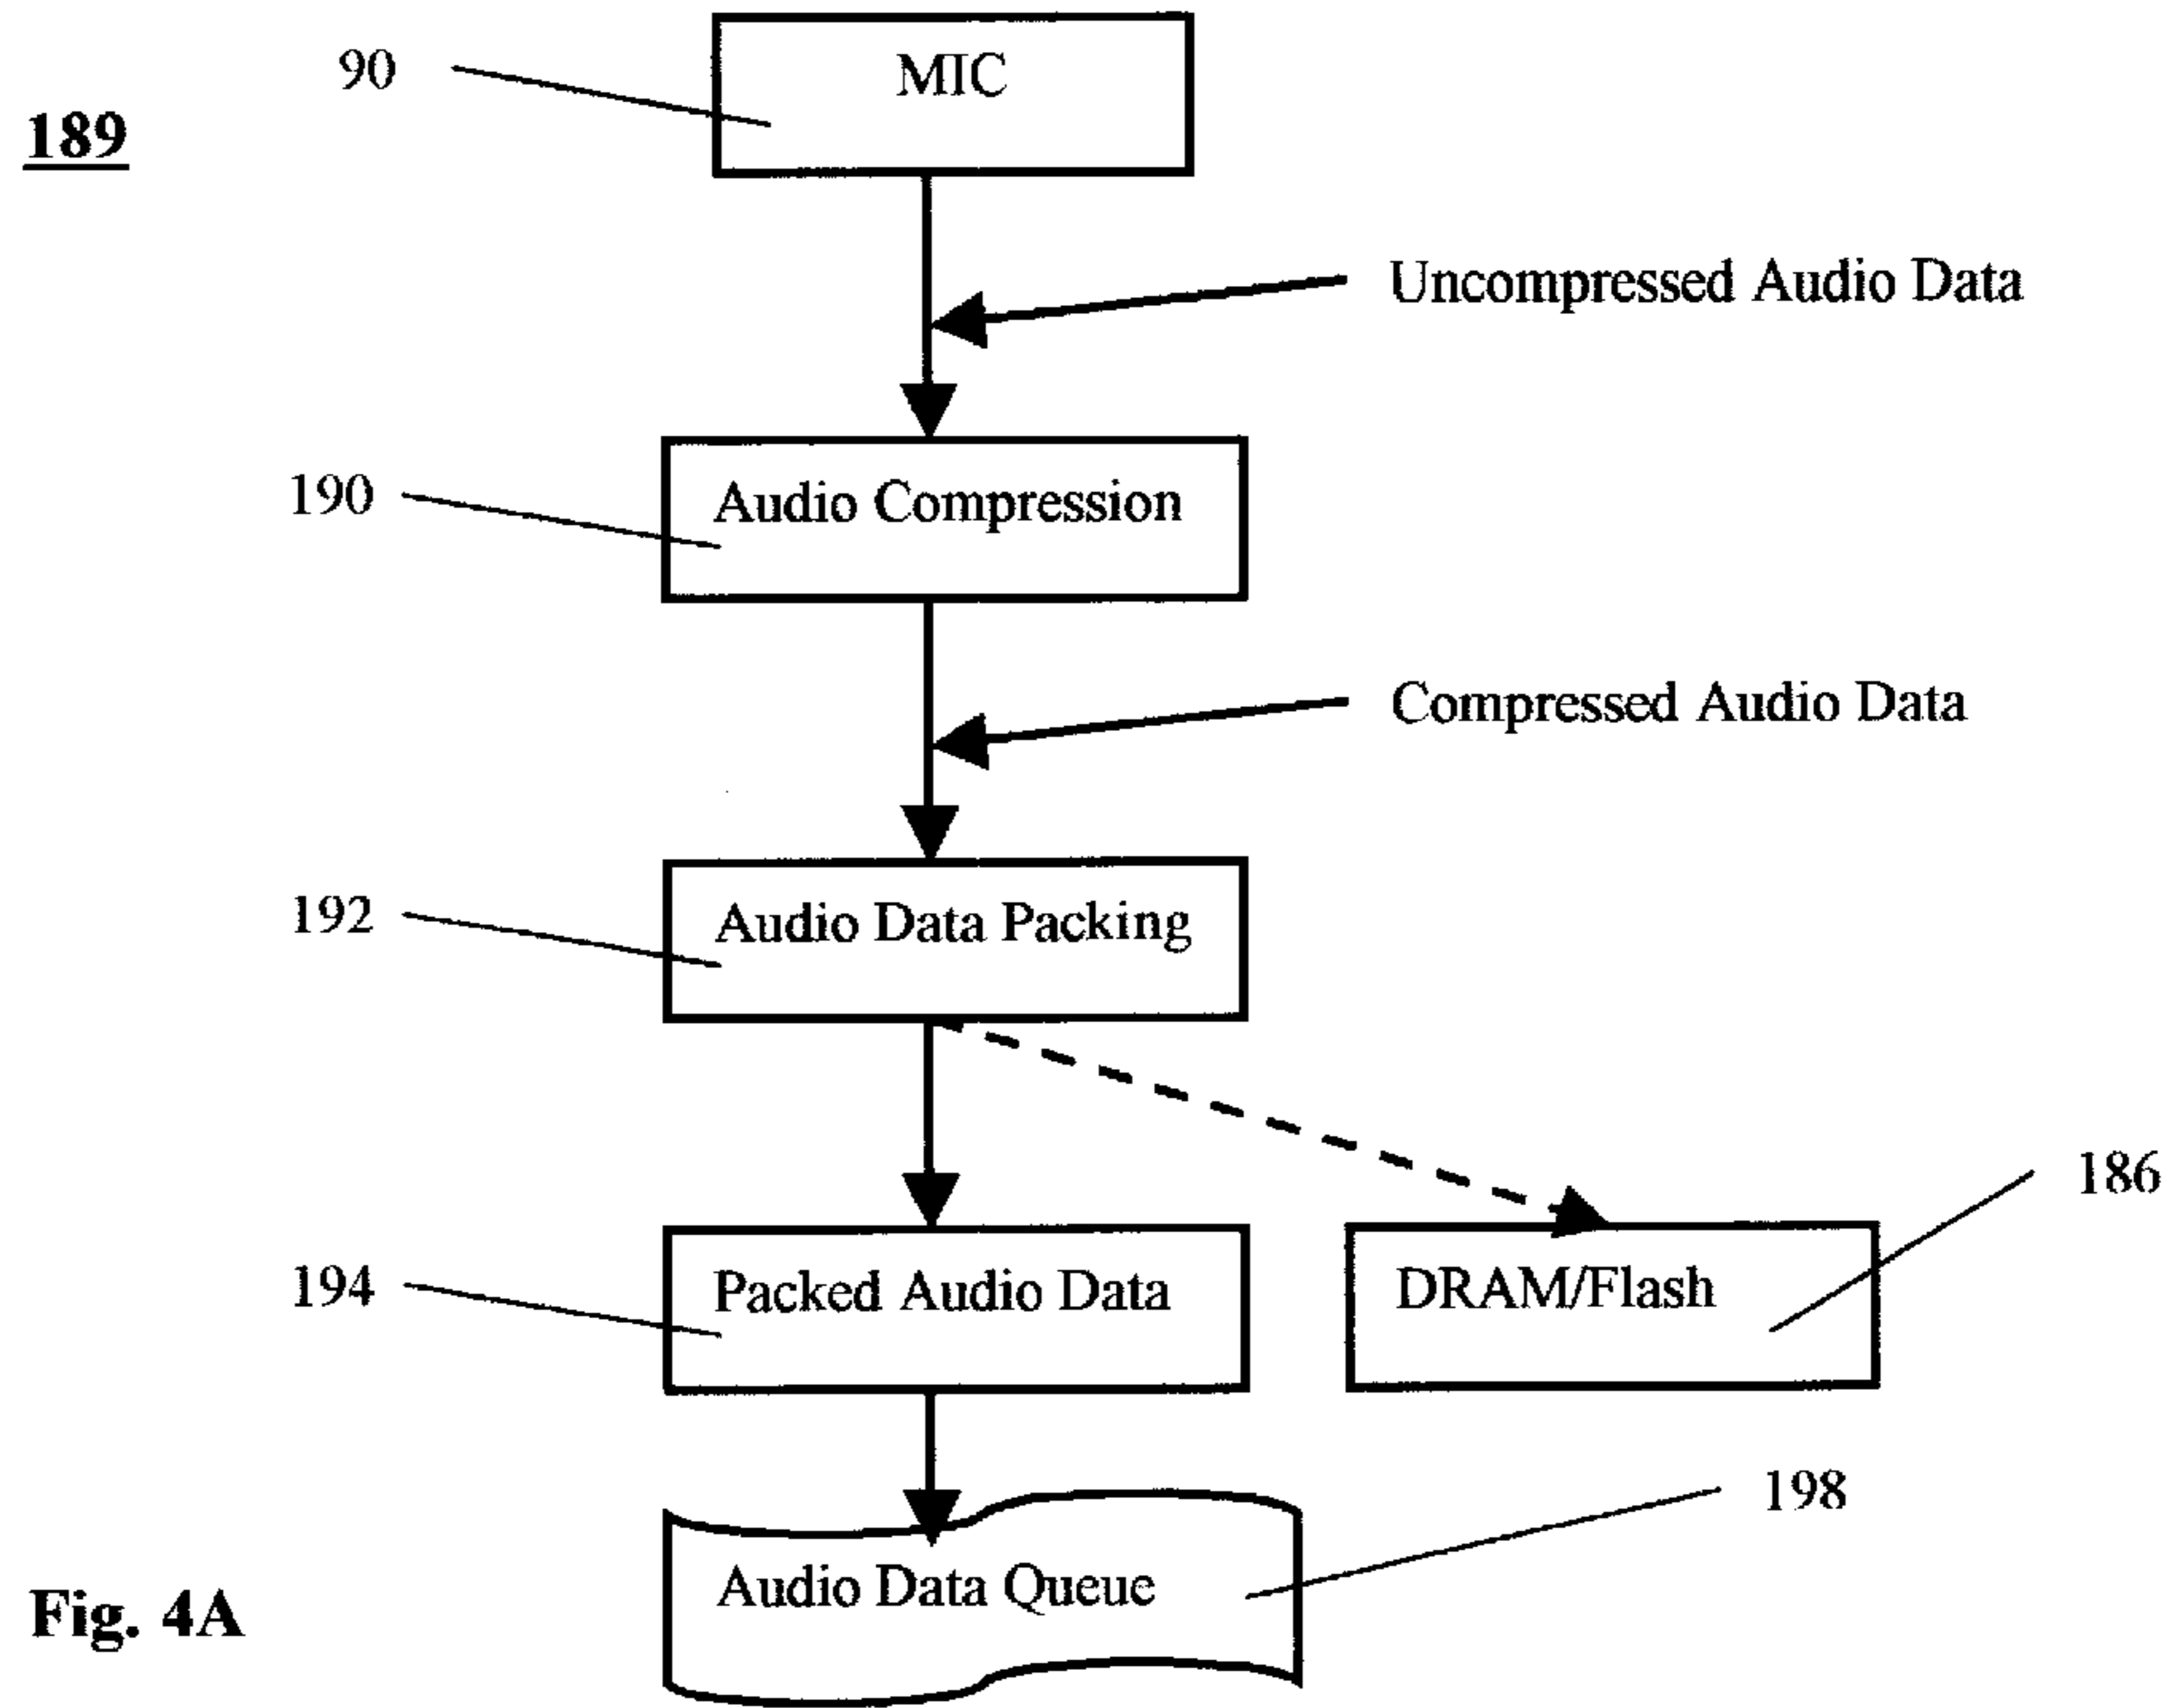 90
MIC
189
Uncompressed Audio Data
190
Audio Compression
Compressed Audio Data
192
Audio Data Packing
186
194
Packed Audio Data
DRAM/Flash
198
Audio Data Queue
Fig. 4A